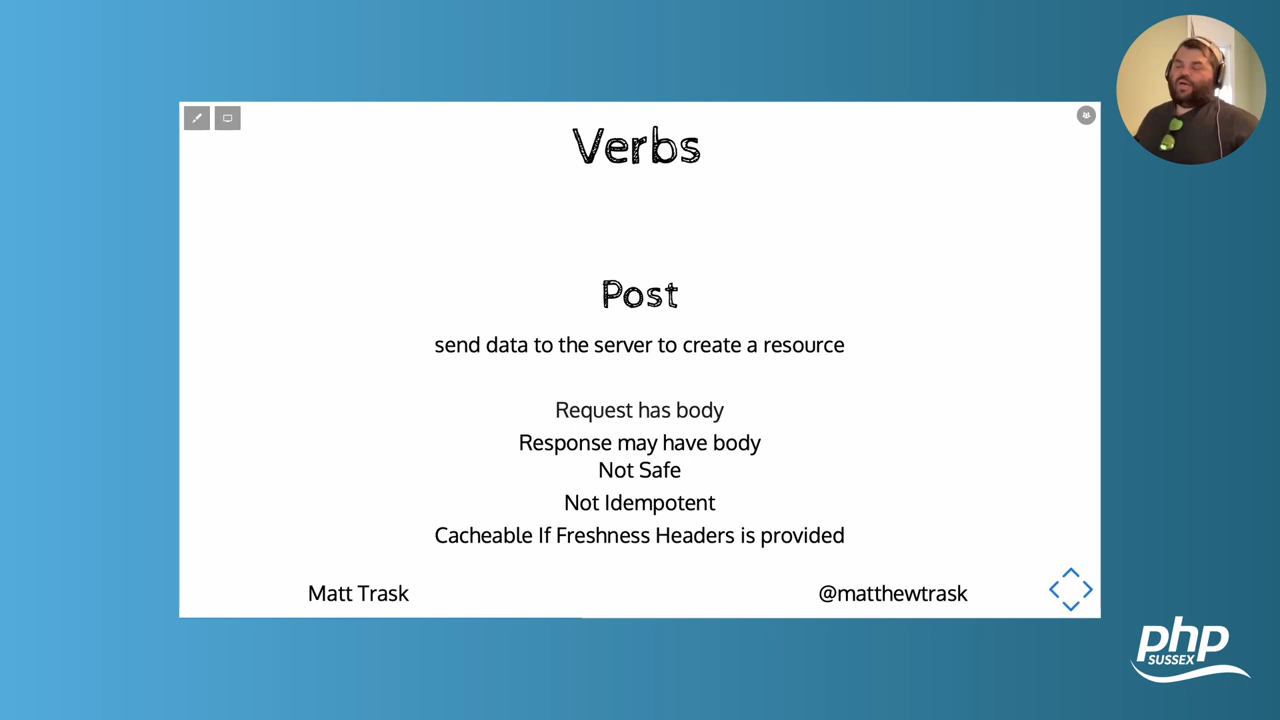 Verbs
Post
send data to the server to create a resource
Request has body
Response may have body
Not Safe
Not Idempotent
Cacheable If Freshness Headers is provided
Matt Trask
@matthewtrask
php
SUSSEX